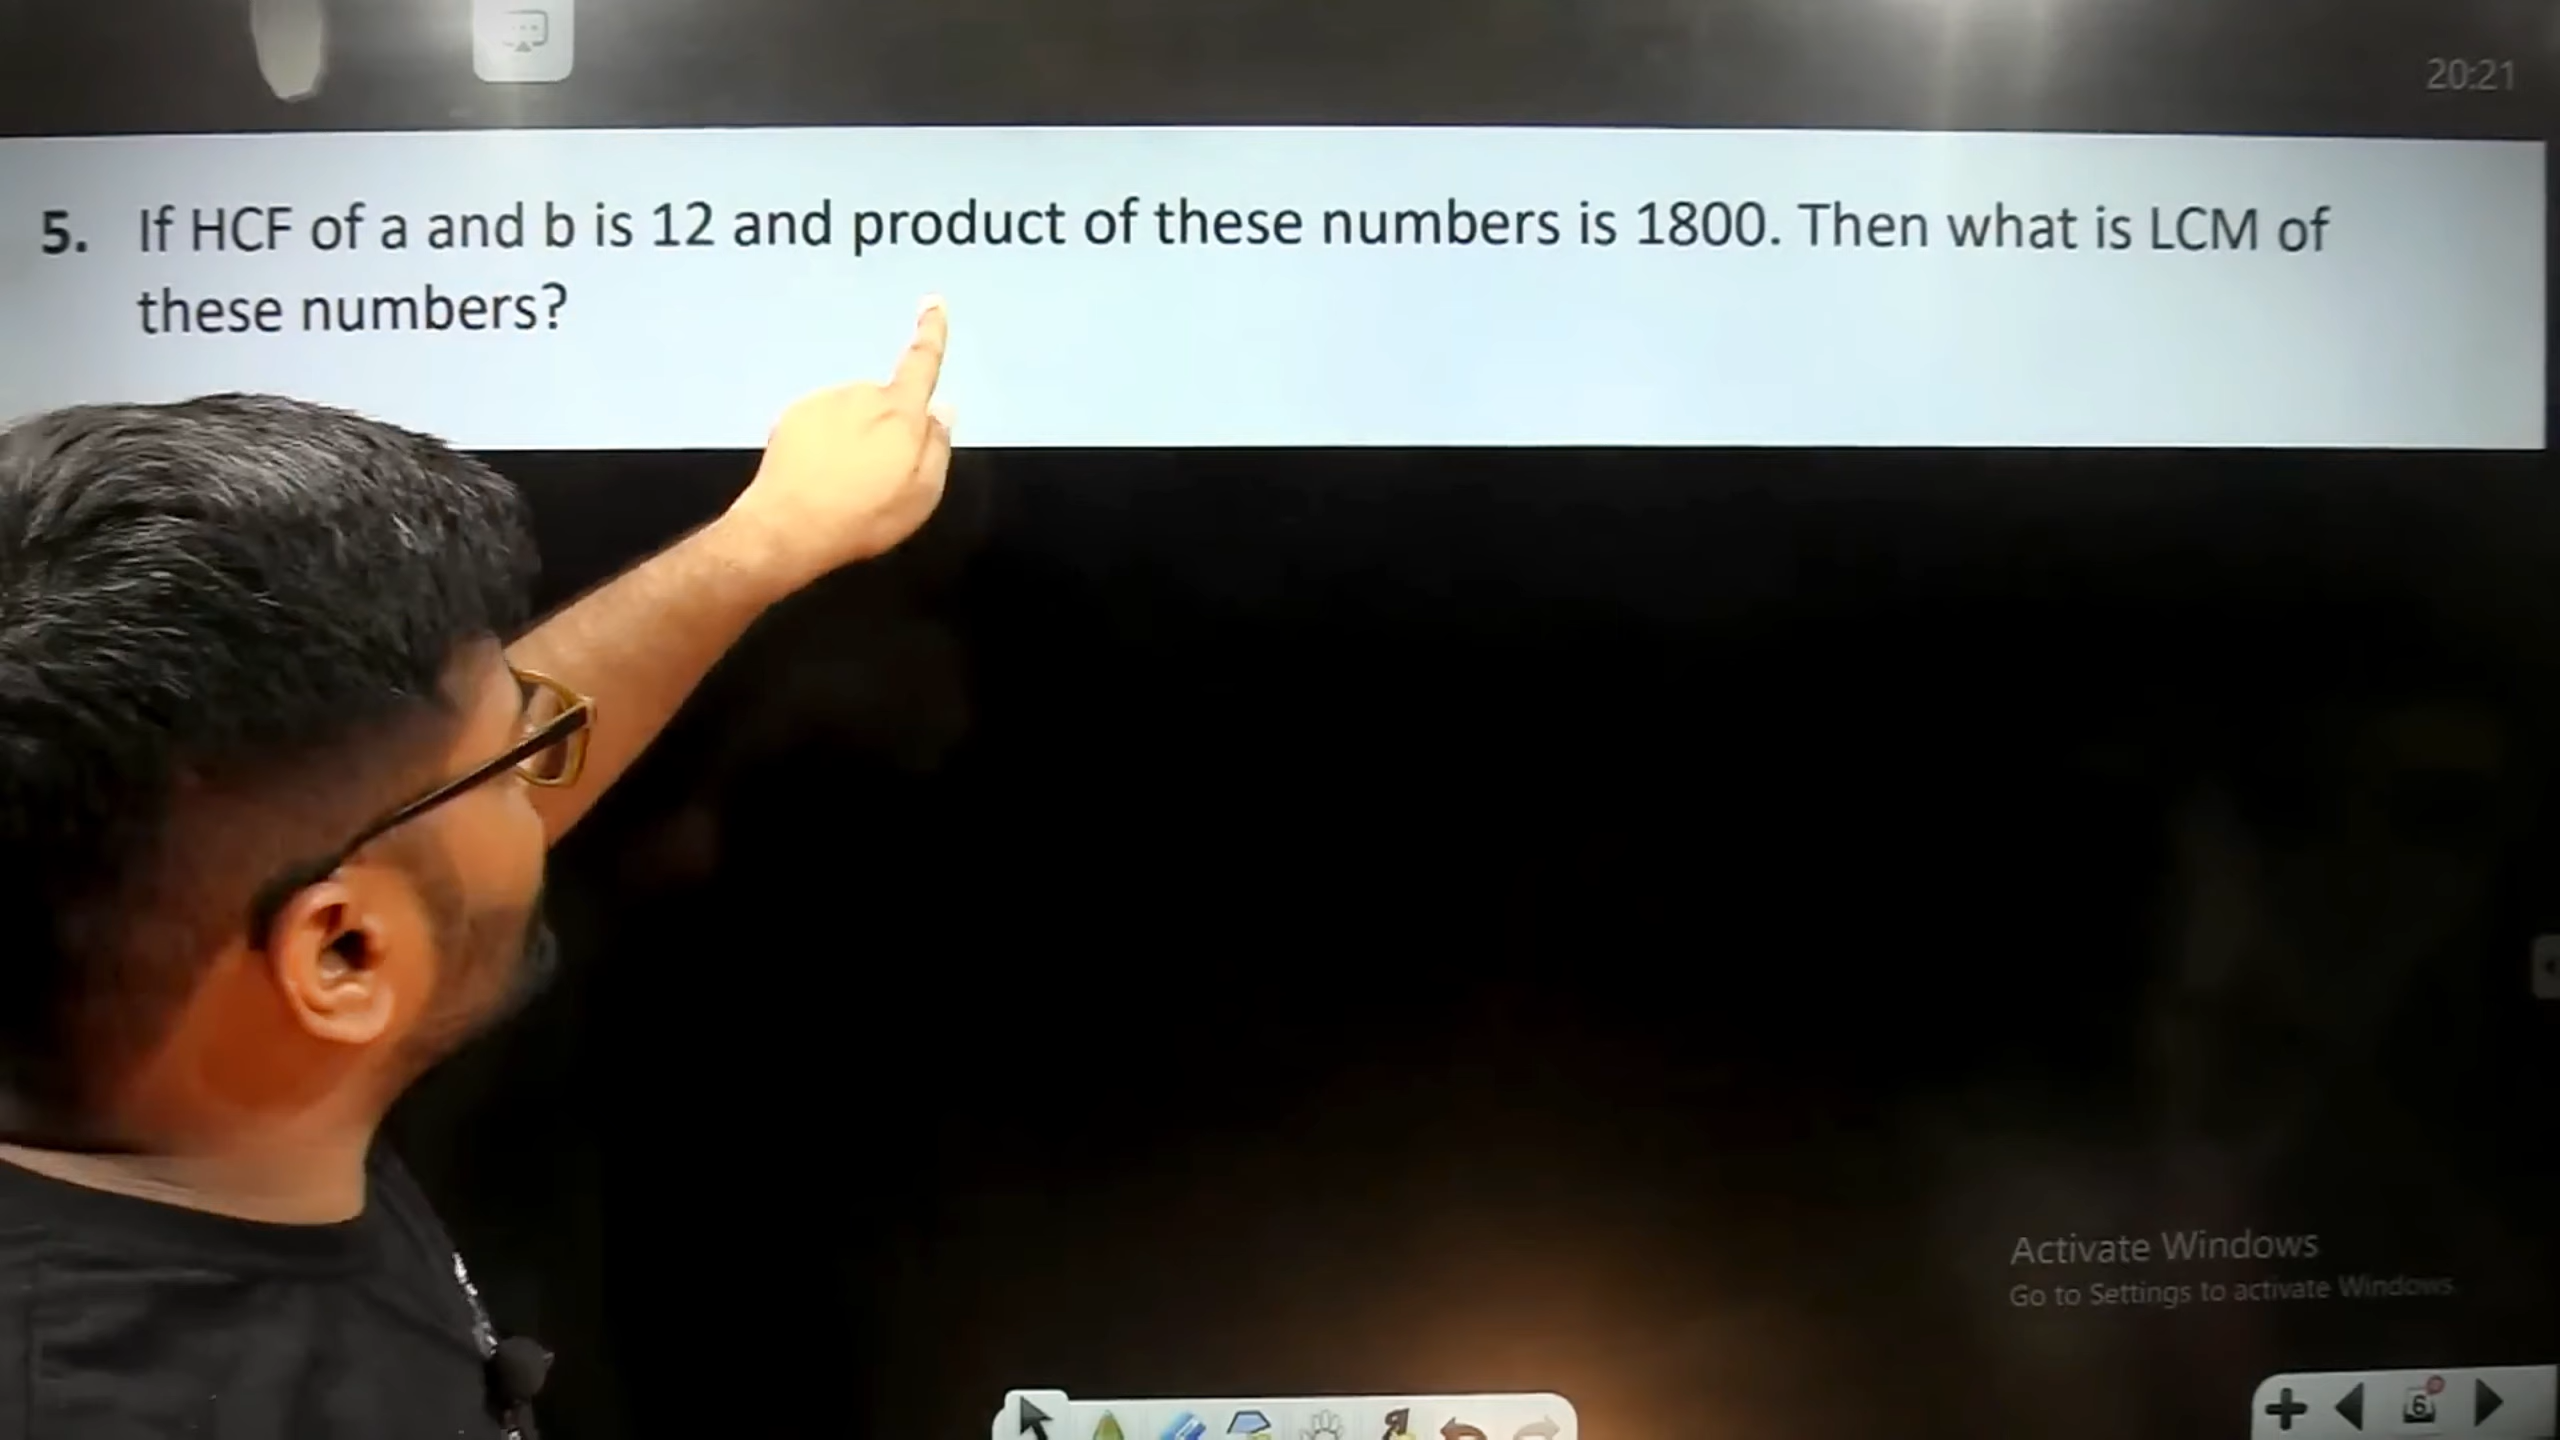 20:21
5. If HCF of a and b is 12 and product of these numbers is 1800. Then what is LCM of
these numbers?
Activate Windows
Go to Settings to activate Windows.
6